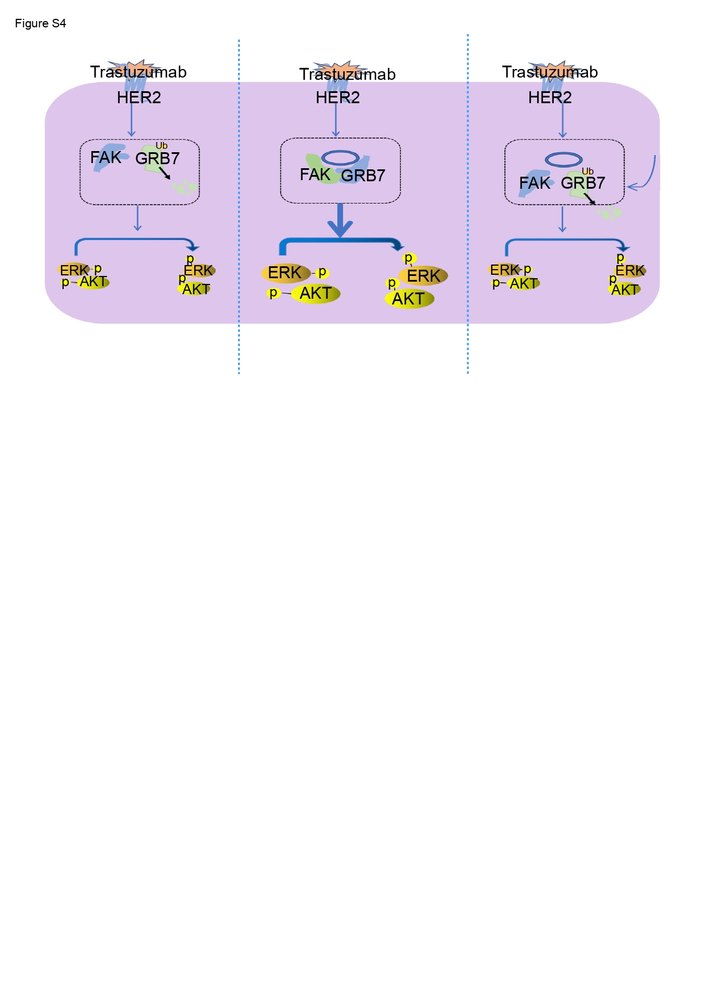 Figure S4
Trastuzumab
HER2
Ub
FAK
GRB7
p
ERK
p
p
AKT
p
ERK
AKT
Trastuzumab
HER2
FAK
GRB7
ERK
p
p
AKT
p
ERK
p
AKT
Trastuzumab
HER2
Ub
FAK
GRB7
ERK
p
p
AKT
p
ERK
p
AKT